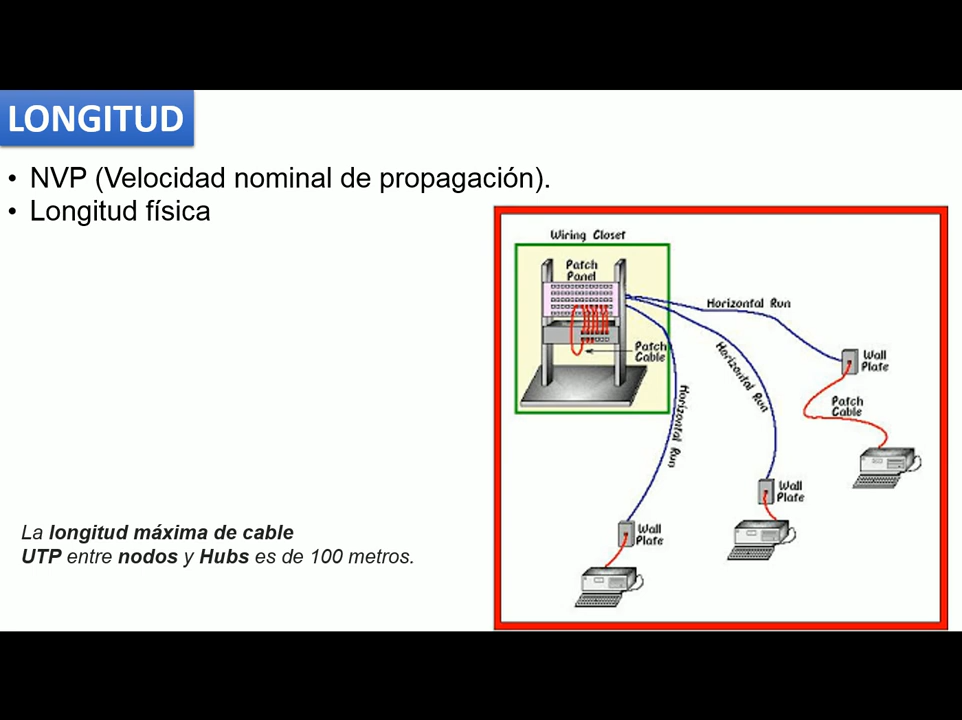 LONGITUD
• NVP (Velocidad nominal de propagación).
• Longitud física
Wiring Closet
Patch
Panel
Patch
Cable
Horizontal Run
Horizontal Run
Horizontal Run
Wall
Plate
Patch
Cable
Wall
Plate
Wall
Plate
La longitud máxima de cable
UTP entre nodos y Hubs es de 100 metros.